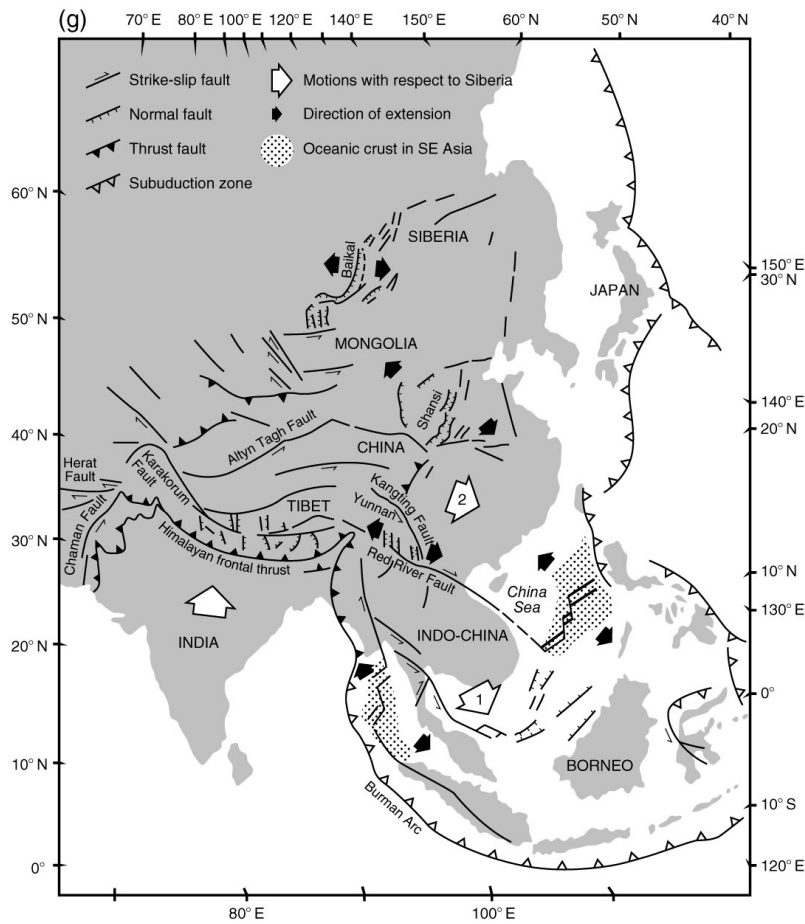 (g)
70° E 80° E 90° E 100° E 120° E 140° E 150° E 60° N 50° N 40° N
Strike-slip fault
Normal fault
Thrust fault
Subuduction zone
Motions with respect to Siberia
Direction of extension
Oceanic crust in SE Asia
60° N
SIBERIA
Baikal
150° E
30° N
JAPAN
50° N
MONGOLIA
140° E
20° N
Shansi
40° N
Altyn Tagh Fault
CHINA
Herat
Fault
Karakorum
Fault
Kangting Fault
TIBET
Yunnan
2
Chaman Fault
30° N
Himalayan frontal thrust
Red River Fault
10° N
China
Sea
130° E
INDIA
INDO-CHINA
20° N
0°
1
10° N
BORNEO
Burman Arc
10° S
0°
120° E
80° E
100° E